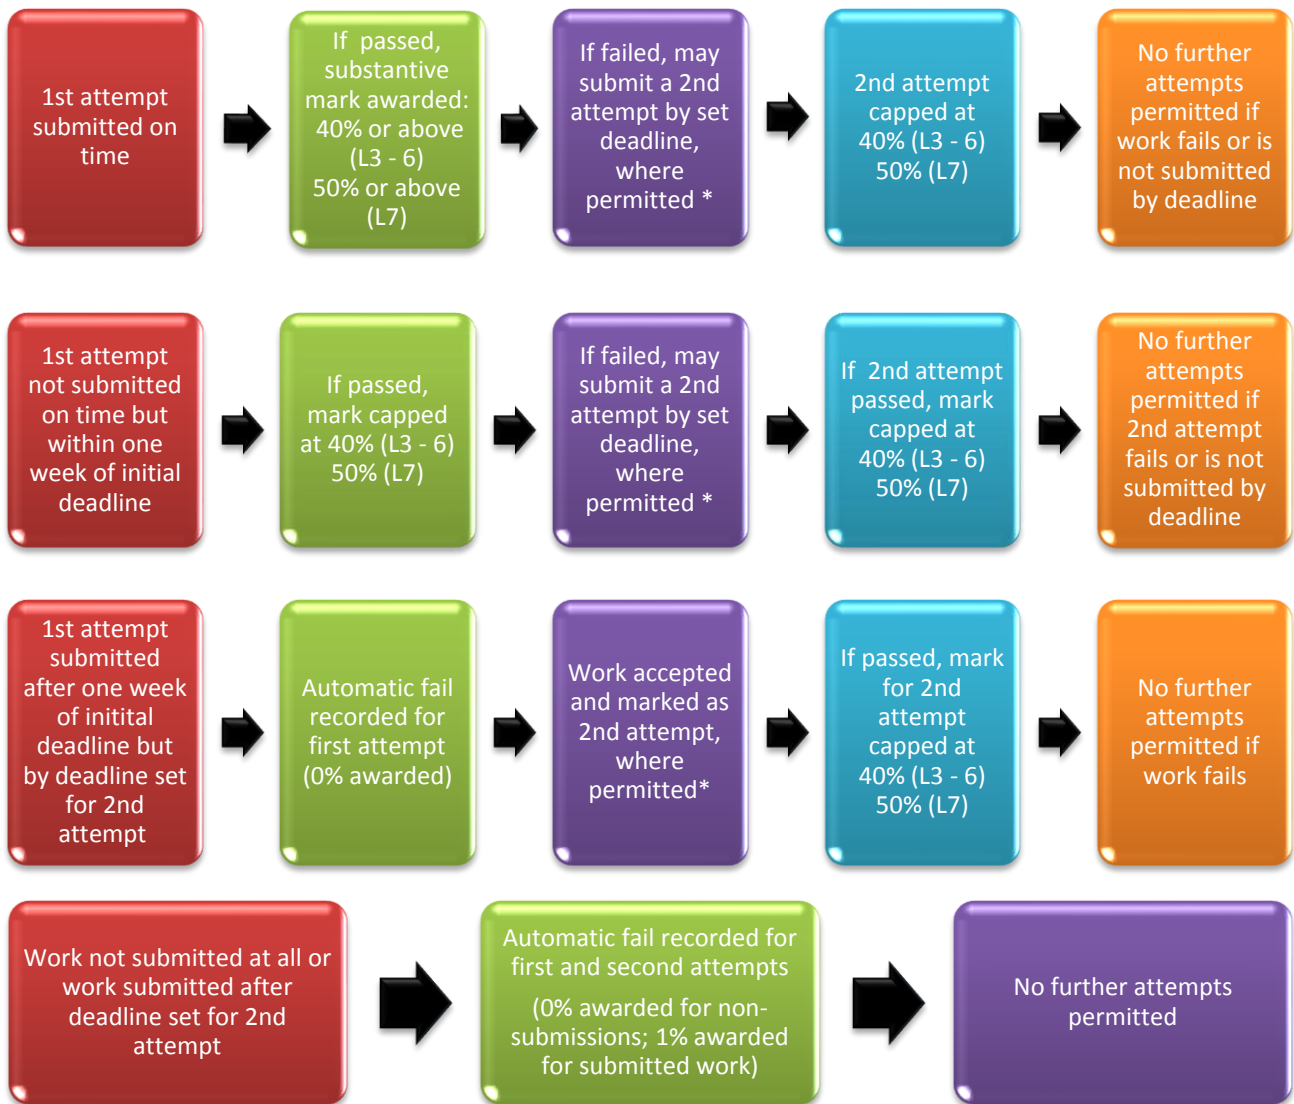 1st attempt
submitted on
time
If  passed,
substantive
mark awarded:
40% or above
(L3 - 6)
50% or above
(L7)
If failed, may
submit a 2nd
attempt by set
deadline,
where
permitted *
2nd attempt
capped at
40% (L3 - 6)
50% (L7)
No further
attempts
permitted if
work fails or is
not submitted
by deadline
1st attempt
not submitted
on time but
within one
week of initial
deadline
If passed,
mark capped
at 40% (L3 - 6)
50% (L7)
If failed, may
submit a 2nd
attempt by set
deadline,
where
permitted *
If  2nd attempt
passed, mark
capped at
40% (L3 - 6)
50% (L7)
No further
attempts
permitted if
2nd attempt
fails or is not
submitted by
deadline
1st attempt
submitted
after one week
of initital
deadline but
by deadline set
for 2nd
attempt
Automatic fail
recorded for
first attempt
(0% awarded)
Work accepted
and marked as
2nd attempt,
where
permitted*
If passed, mark
for 2nd
attempt
capped at
40% (L3 - 6)
50% (L7)
No further
attempts
permitted if
work fails
Work not submitted at all or
work submitted after
deadline set for 2nd
attempt
Automatic fail recorded for
first and second attempts
(0% awarded for non-
submissions; 1% awarded
for submitted work)
No further attempts
permitted